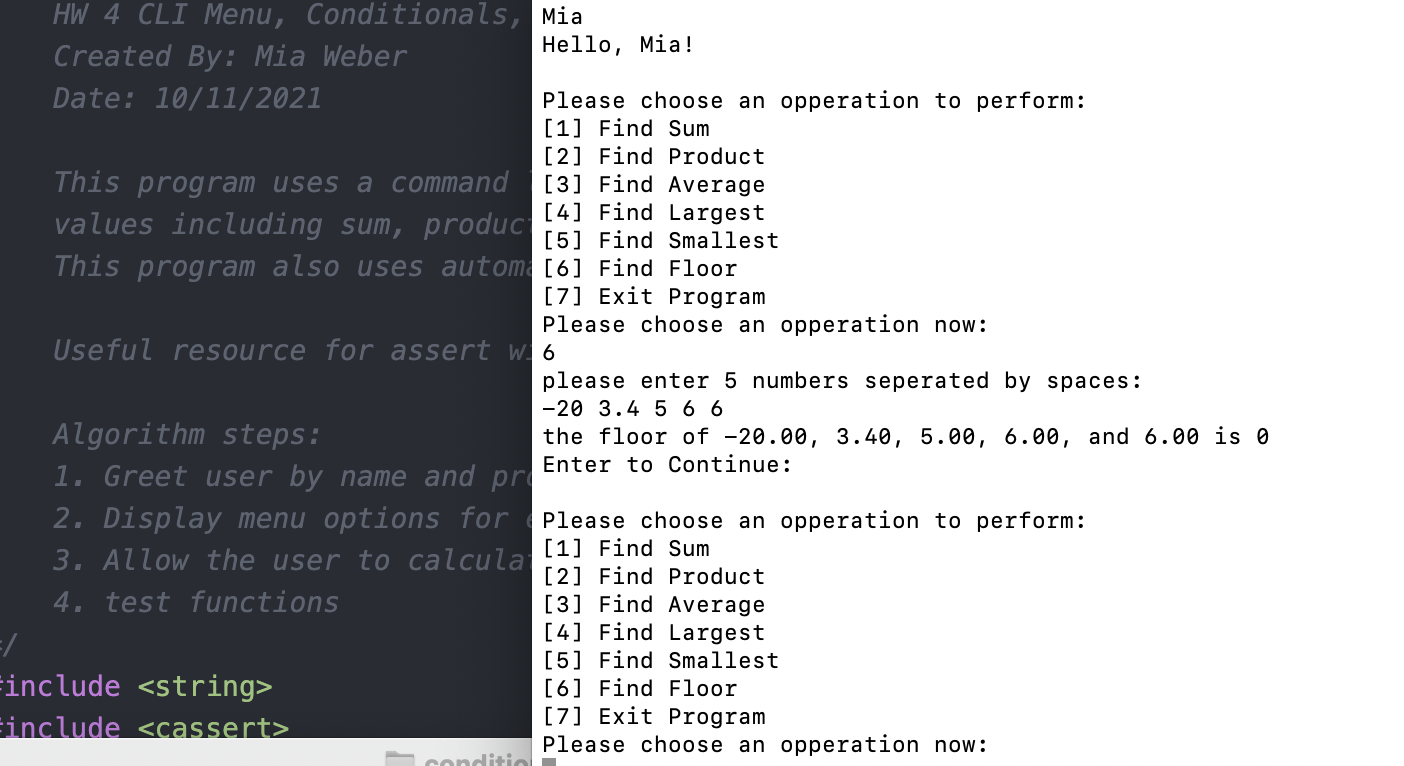 HW 4 CLI Menu, Conditionals,
Created By: Mia Weber
Date: 10/11/2021
This program uses a command
values including sum, product
This program also uses
Useful resource for assert
Algorithm steps:
1. Greet user by name and
2. Display menu options for
3. Allow the user to
4. test functions
*/
#include <string>
#include <cassert>
Mia
Hello, Mia!
Please choose an opperation to perform:
[1] Find Sum
[2] Find Product
[3] Find Average
[4] Find Largest
[5] Find Smallest
[6] Find Floor
[7] Exit Program
Please choose an opperation now:
6
please enter 5 numbers seperated by spaces:
-20 3.4 5 6 6
the floor of -20.00, 3.40, 5.00, 6.00, and 6.00 is 0
Enter to Continue:
Please choose an opperation to perform:
[1] Find Sum
[2] Find Product
[3] Find Average
[4] Find Largest
[5] Find Smallest
[6] Find Floor
[7] Exit Program
Please choose an opperation now: